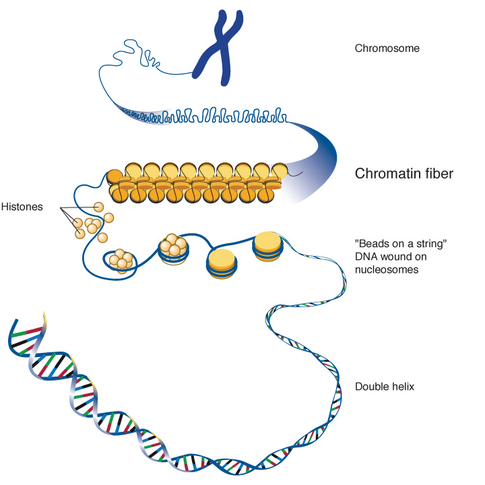 Chromosome
Chromatin fiber
Histones
"Beads on a string"
DNA wound on
nucleosomes
Double helix